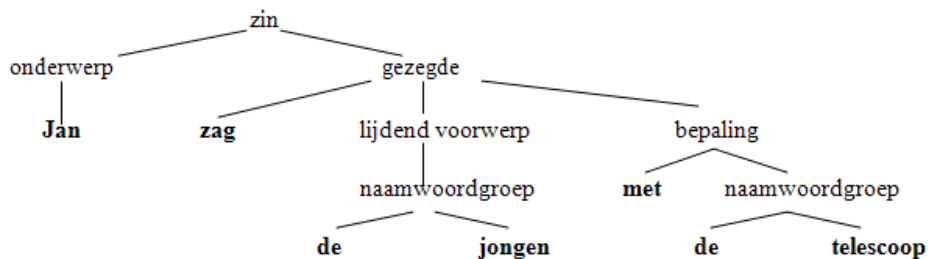 zin
onderwerp gezegde
Jan zag lijdend voorwerp bepaling
naamwoordgroep met naamwoordgroep
de jongen de telescoop